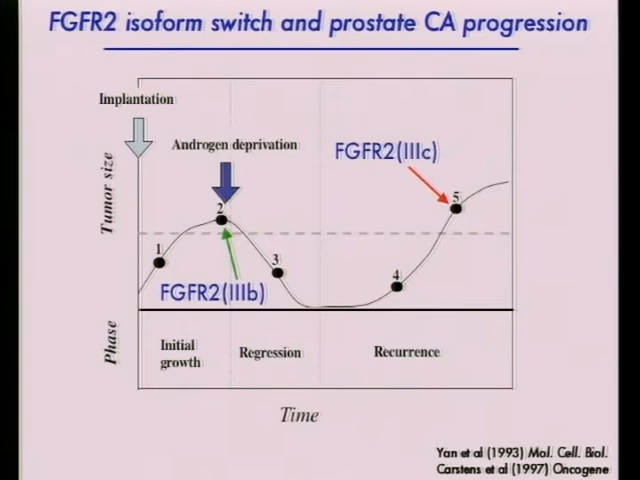 FGFR2 isoform switch and prostate CA progression
Implantation
Androgen deprivation
FGFR2(IIIc)
Tumor size
1
2
3
4
5
FGFR2(IIIb)
Phase
Initial growth
Regression
Recurrence
Time
Yan et al (1993) Mol. Cell. Biol.
Carstens et al (1997) Oncogene